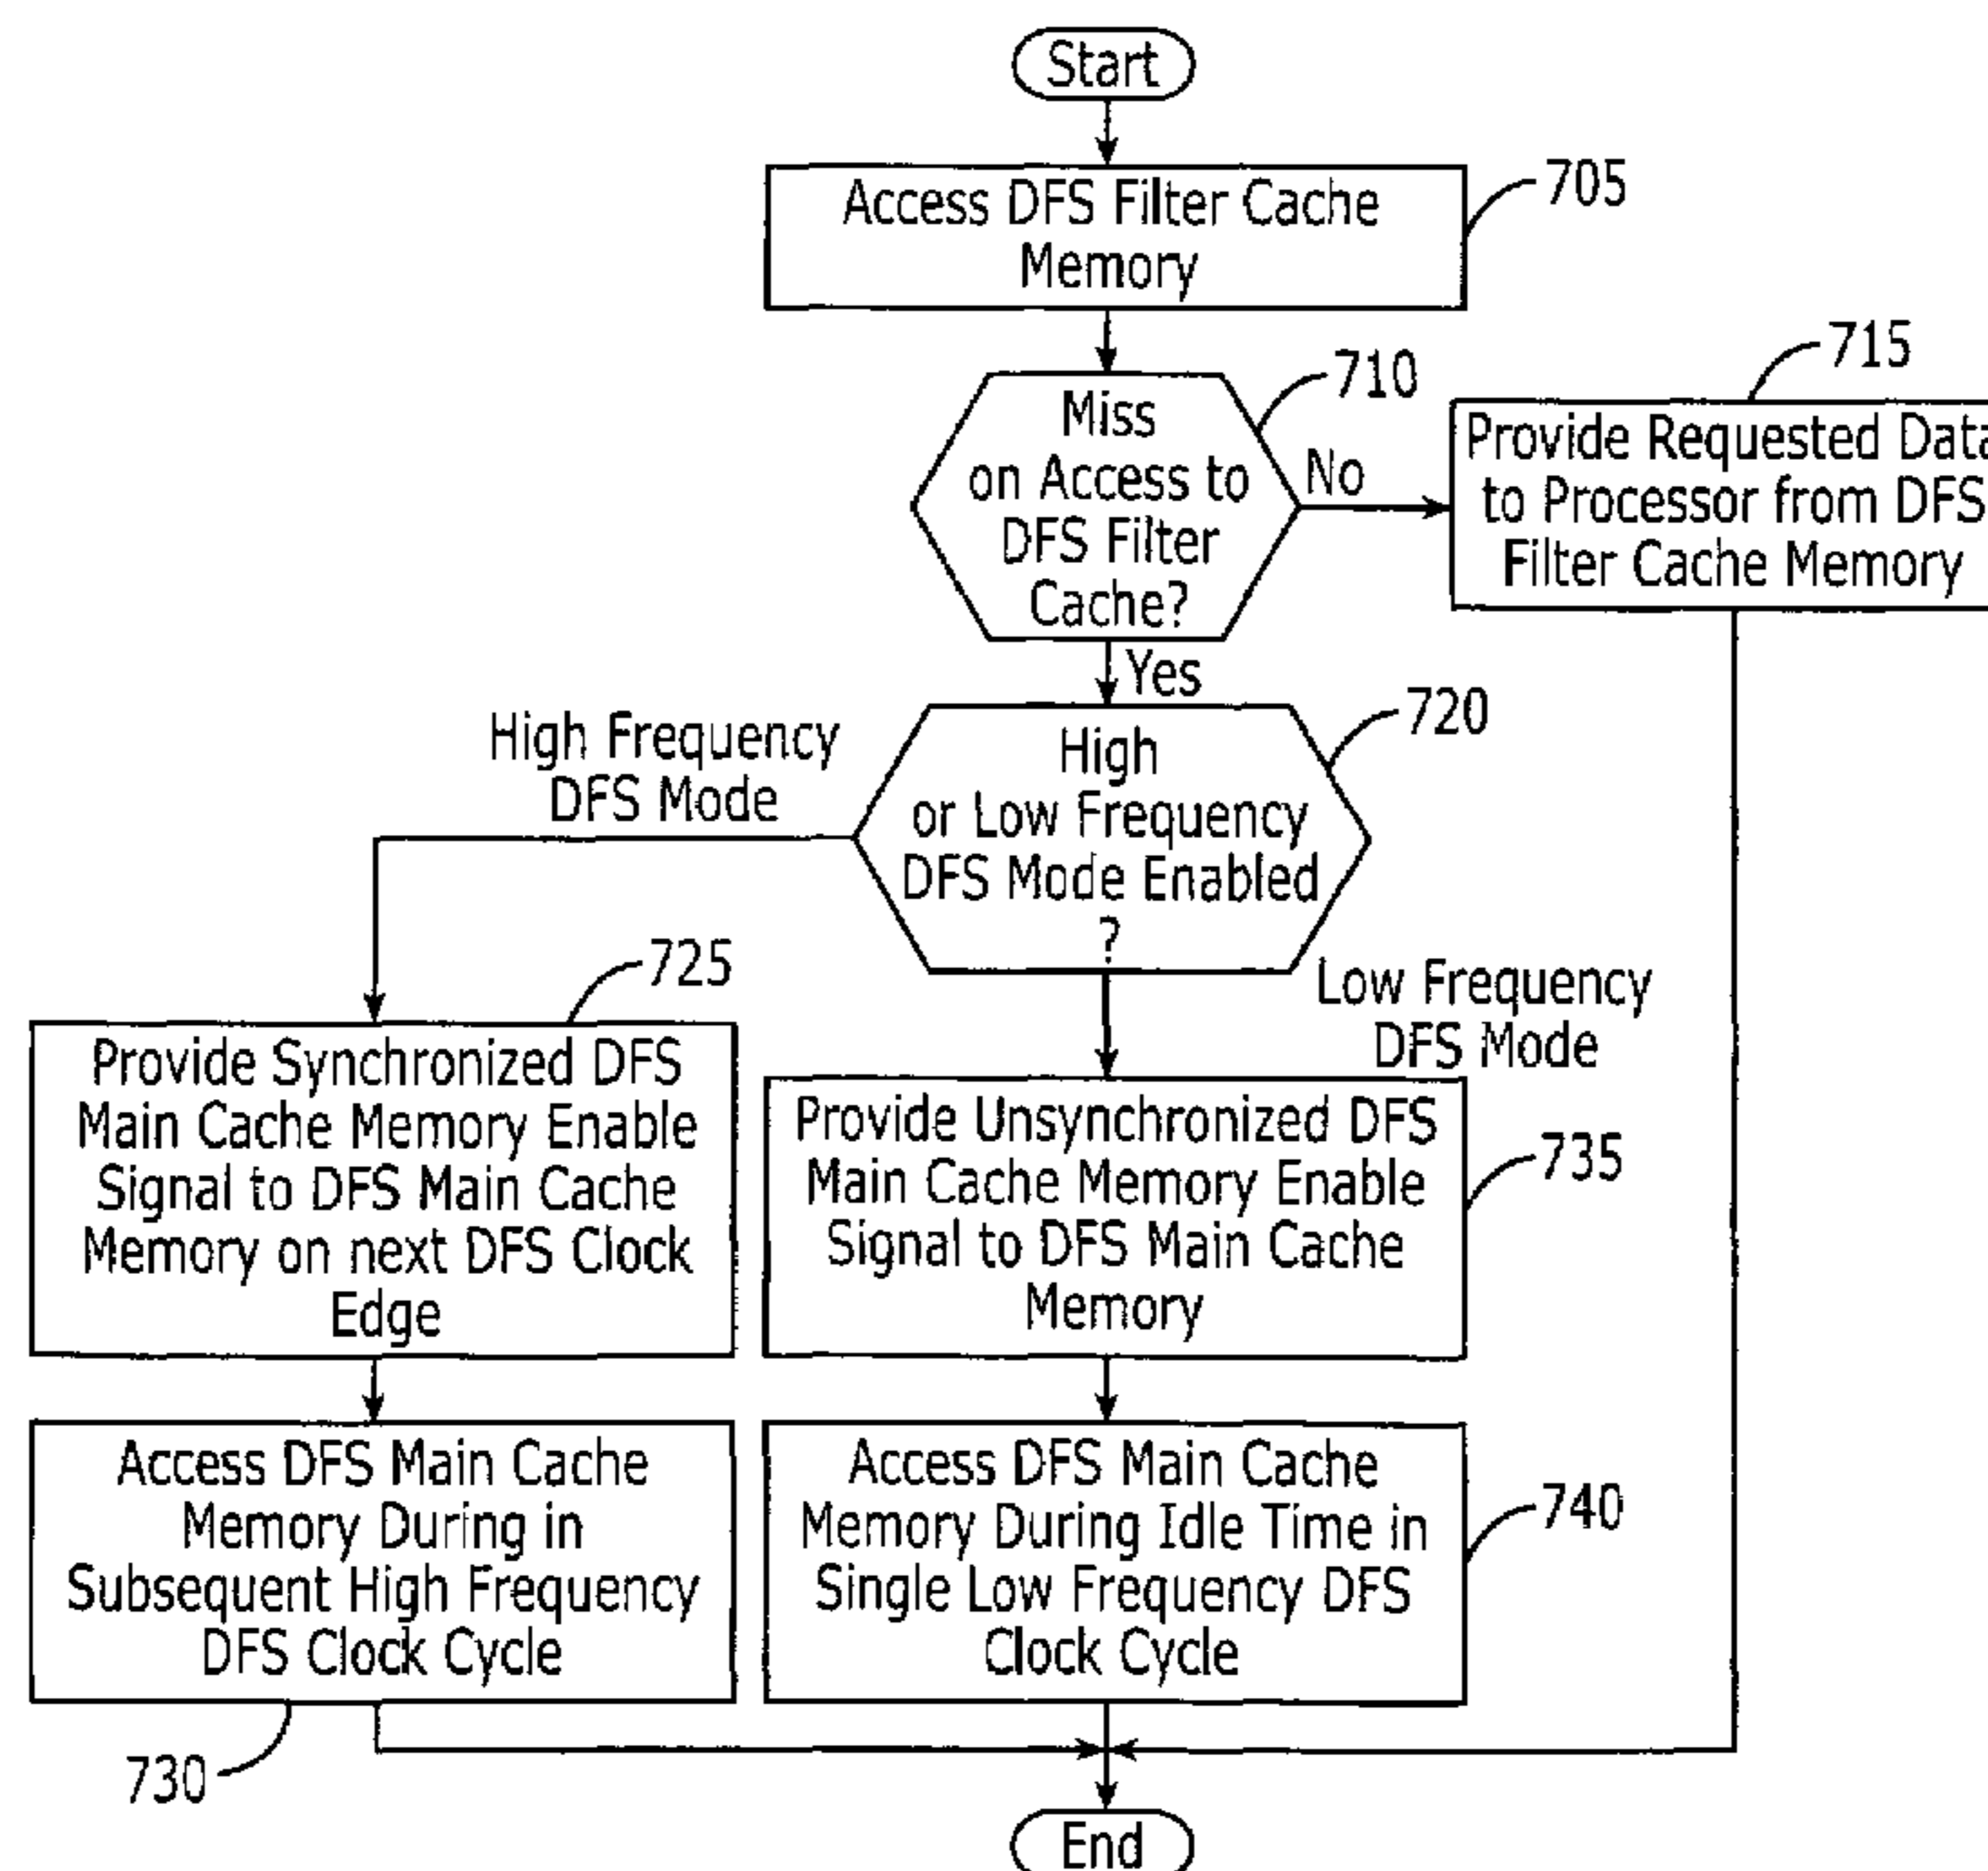 Start
Access DFS Filter Cache
Memory
705
Miss
on Access to
DFS Filter
Cache?
710
No
715
Provide Requested Data
to Processor from DFS
Filter Cache Memory
Yes
High
or Low Frequency
DFS Mode Enabled
?
720
High Frequency
DFS Mode
Low Frequency
DFS Mode
725
Provide Synchronized DFS
Main Cache Memory Enable
Signal to DFS Main Cache
Memory on next DFS Clock
Edge
Provide Unsynchronized DFS
Main Cache Memory Enable
Signal to DFS Main Cache
Memory
735
Access DFS Main Cache
Memory During in
Subsequent High Frequency
DFS Clock Cycle
730
Access DFS Main Cache
Memory During Idle Time in
Single Low Frequency DFS
Clock Cycle
740
End